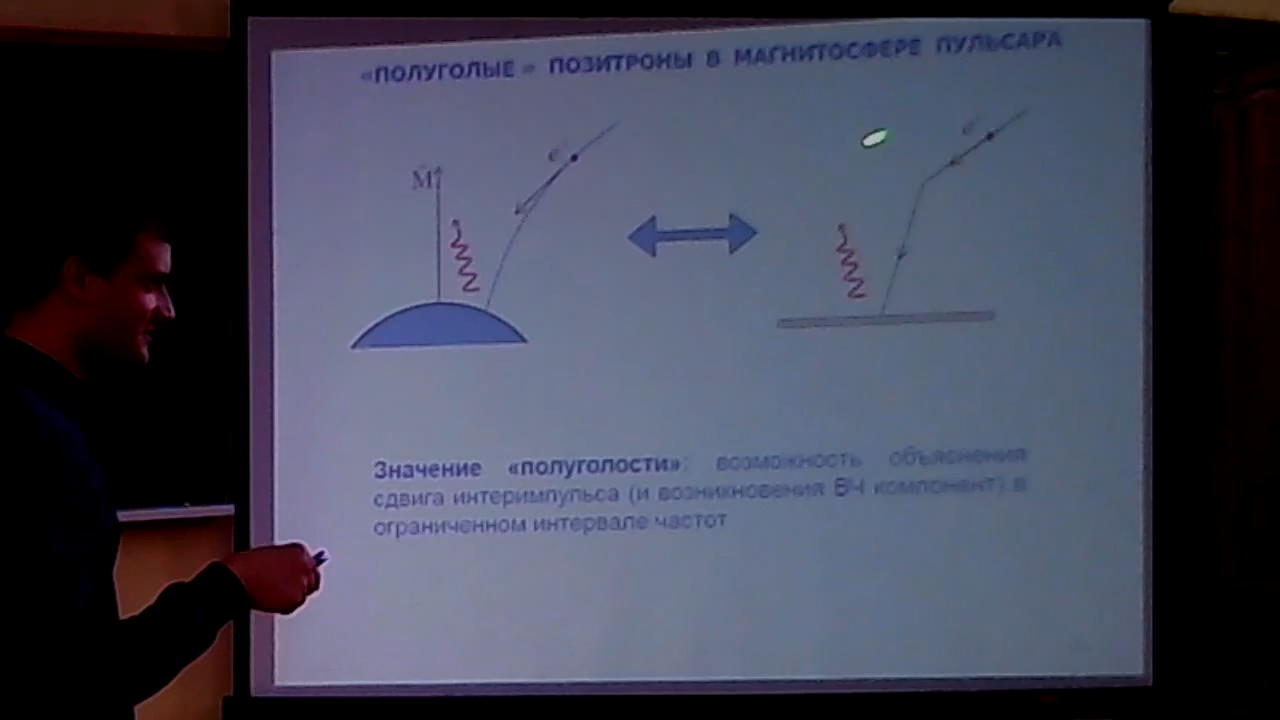 «ПОЛУГОЛЫЕ» ПОЗИТРОНЫ В МАГНИТОСФЕРЕ ПУЛЬСАРА
M
e
e
Значение «полуголости»: возможность объяснения
сдвига интеримпульса (и возникновения ВЧ компонент) в
ограниченном интервале частот